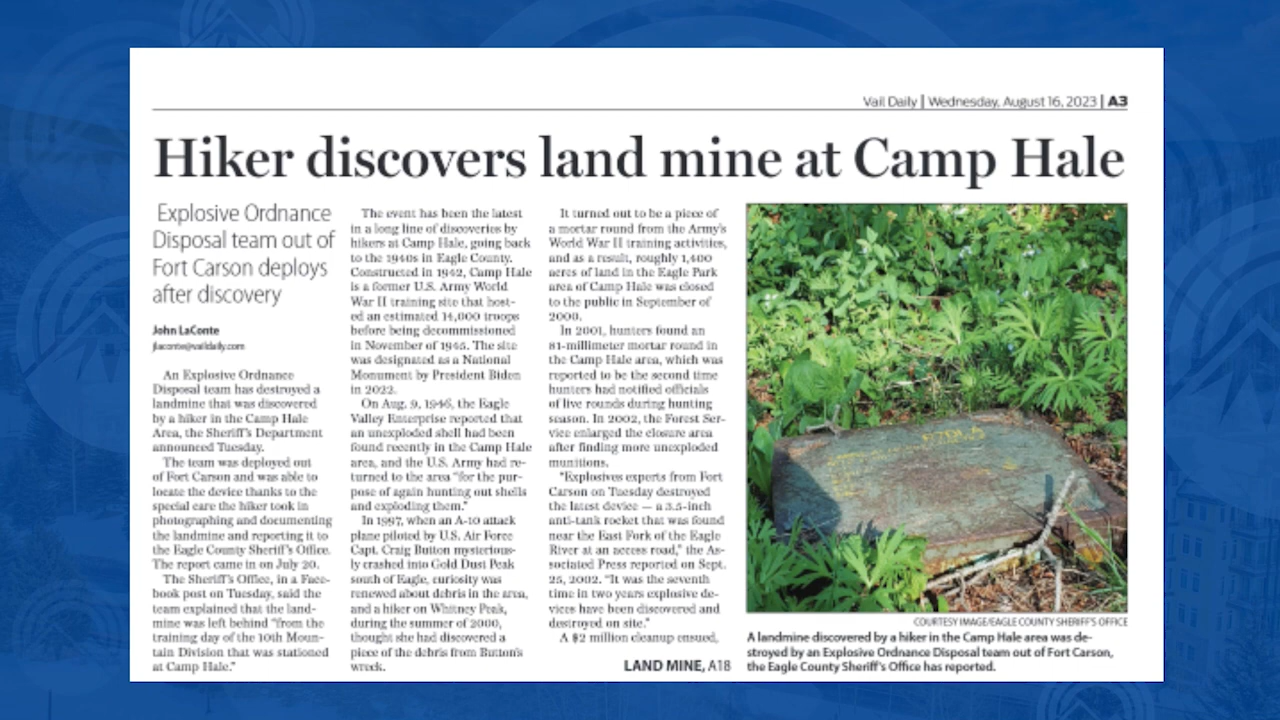 Vail Daily | Wednesday, August 16, 2023 | A3
Hiker discovers land mine at Camp Hale
Explosive Ordnance
Disposal team out of
Fort Carson deploys
after discovery
John LaConte
jlaconte@vaildaily.com
An Explosive Ordnance
Disposal team has destroyed a
landmine that was discovered
by a hiker in the Camp Hale
Area, the Sheriff's Department
announced Tuesday.
The team was deployed out
of Fort Carson and was able to
locate the device thanks to the
special care the hiker took in
photographing and documenting
the landmine and reporting it to
the Eagle County Sheriff's Office.
The report came in on July 20.
The Sheriff's Office, in a Face-
book post on Tuesday, said the
team explained that the land-
mine was left behind "from the
training day of the 10th Moun-
tain Division that was stationed
at Camp Hale."
The event has been the latest
in a long line of discoveries by
hikers at Camp Hale, going back
to the 1940s in Eagle County.
Constructed in 1942, Camp Hale
is a former U.S. Army World
War II training site that host-
ed an estimated 14,000 troops
before being decommissioned
in November of 1945. The site
was designated as a National
Monument by President Biden
in 2022.
On Aug. 9, 1946, the Eagle
Valley Enterprise reported that
an unexploded shell had been
found recently in the Camp Hale
area, and the U.S. Army had re-
turned to the area "for the pur-
pose of again hunting out shells
and exploding them."
In 1997, when an A-10 attack
plane piloted by U.S. Air Force
Capt. Craig Button mysterious-
ly crashed into Gold Dust Peak
south of Eagle, curiosity was
renewed about debris in the area,
and a hiker on Whitney Peak,
during the summer of 2000,
thought she had discovered a
piece of the debris from Button's
wreck.
It turned out to be a piece of
a mortar round from the Army's
World War II training activities,
and as a result, roughly 1,400
acres of land in the Eagle Park
area of Camp Hale was closed
to the public in September of
2000.
In 2001, hunters found an
81-millimeter mortar round in
the Camp Hale area, which was
reported to be the second time
hunters had notified officials
of live rounds during hunting
season. In 2002, the Forest Ser-
vice enlarged the closure area
after finding more unexploded
munitions.
"Explosives experts from Fort
Carson on Tuesday destroyed
the latest device — a 3.5-inch
anti-tank rocket that was found
near the East Fork of the Eagle
River at an access road," the As-
sociated Press reported on Sept.
25, 2002. "It was the seventh
time in two years explosive de-
vices have been discovered and
destroyed on site."
A $2 million cleanup ensued,
LAND MINE, A18
COURTESY IMAGE/EAGLE COUNTY SHERIFF'S OFFICE
A landmine discovered by a hiker in the Camp Hale area was de-
stroyed by an Explosive Ordnance Disposal team out of Fort Carson,
the Eagle County Sheriff's Office has reported.